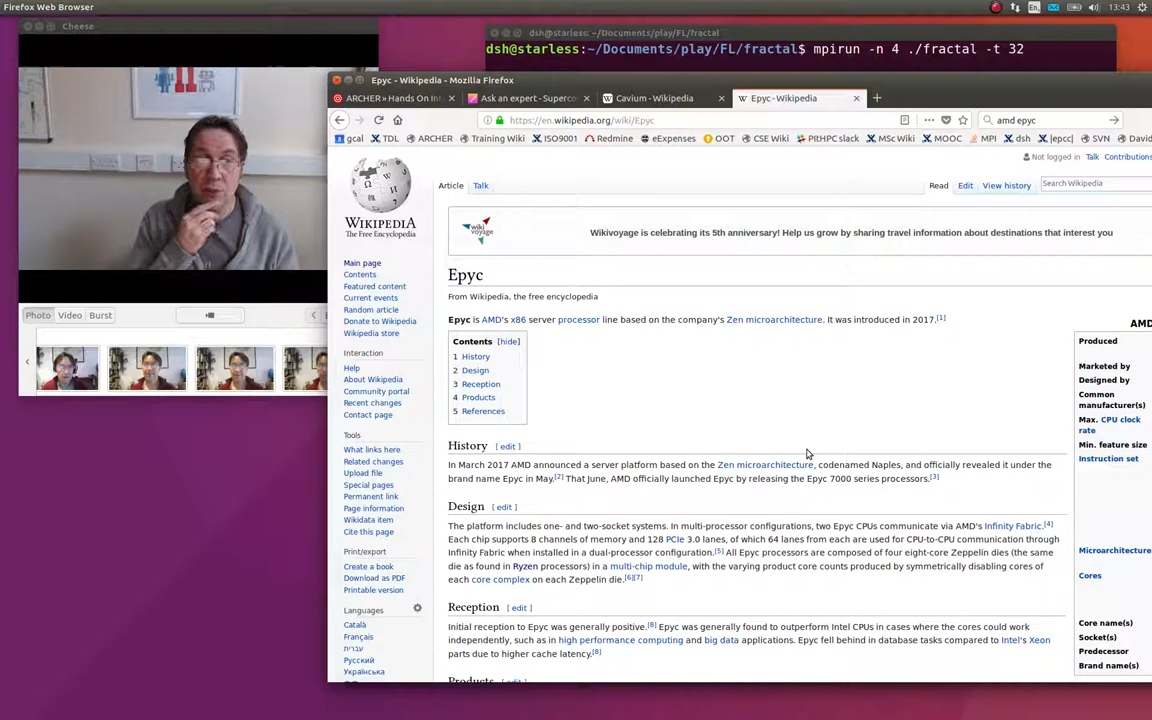 Firefox Web Browser
En
13:43
Cheese
dsh@starless: ~/Documents/play/FL/fractal
dsh@starless:~/Documents/play/FL/fractal$ mpirun -n 4 ./fractal -t 32
Epyc - Wikipedia - Mozilla Firefox
ARCHER » Hands On Int
Ask an expert - Superco
Cavium - Wikipedia
Epyc - Wikipedia
https://en.wikipedia.org/wiki/Epyc
amd epyc
gcal
TDL
ARCHER
Training Wiki
ISO9001
Redmine
eExpenses
OOT
CSE Wiki
PItHPC slack
MSc Wiki
MOOC
MPI
dsh
[epcc]
SVN
David
Not logged in Talk Contributions
Article Talk
Read Edit View history
Search Wikipedia
WIKIPEDIA
The Free Encyclopedia
wiki voyage
Wikivoyage is celebrating its 5th anniversary! Help us grow by sharing travel information about destinations that interest you
Main page
Contents
Featured content
Current events
Random article
Donate to Wikipedia
Wikipedia store
Interaction
Help
About Wikipedia
Community portal
Recent changes
Contact page
Tools
What links here
Related changes
Upload file
Special pages
Permanent link
Page information
Wikidata item
Cite this page
Print/export
Create a book
Download as PDF
Printable version
Languages
Català
Français
עברית
Русский
Українська
Epyc
From Wikipedia, the free encyclopedia
Epyc is AMD's x86 server processor line based on the company's Zen microarchitecture. It was introduced in 2017.[1]
Contents [hide]
1 History
2 Design
3 Reception
4 Products
5 References
History [ edit ]
In March 2017 AMD announced a server platform based on the Zen microarchitecture, codenamed Naples, and officially revealed it under the
brand name Epyc in May.[2] That June, AMD officially launched Epyc by releasing the Epyc 7000 series processors.[3]
Design [ edit ]
The platform includes one- and two-socket systems. In multi-processor configurations, two Epyc CPUs communicate via AMD's Infinity Fabric.[4]
Each chip supports 8 channels of memory and 128 PCIe 3.0 lanes, of which 64 lanes from each are used for CPU-to-CPU communication through
Infinity Fabric when installed in a dual-processor configuration.[5] All Epyc processors are composed of four eight-core Zeppelin dies (the same
die as found in Ryzen processors) in a multi-chip module, with the varying product core counts produced by symmetrically disabling cores of
each core complex on each Zeppelin die.[6][7]
Reception [ edit ]
Initial reception to Epyc was generally positive.[8] Epyc was generally found to outperform Intel CPUs in cases where the cores could work
independently, such as in high performance computing and big data applications. Epyc fell behind in database tasks compared to Intel's Xeon
parts due to higher cache latency.[8]
Products [ edit ]
AMD
Produced
Marketed by
Designed by
Common
manufacturer(s)
Max. CPU clock
rate
Min. feature size
Instruction set
Microarchitecture
Cores
Core name(s)
Socket(s)
Predecessor
Brand name(s)
Photo Video Burst